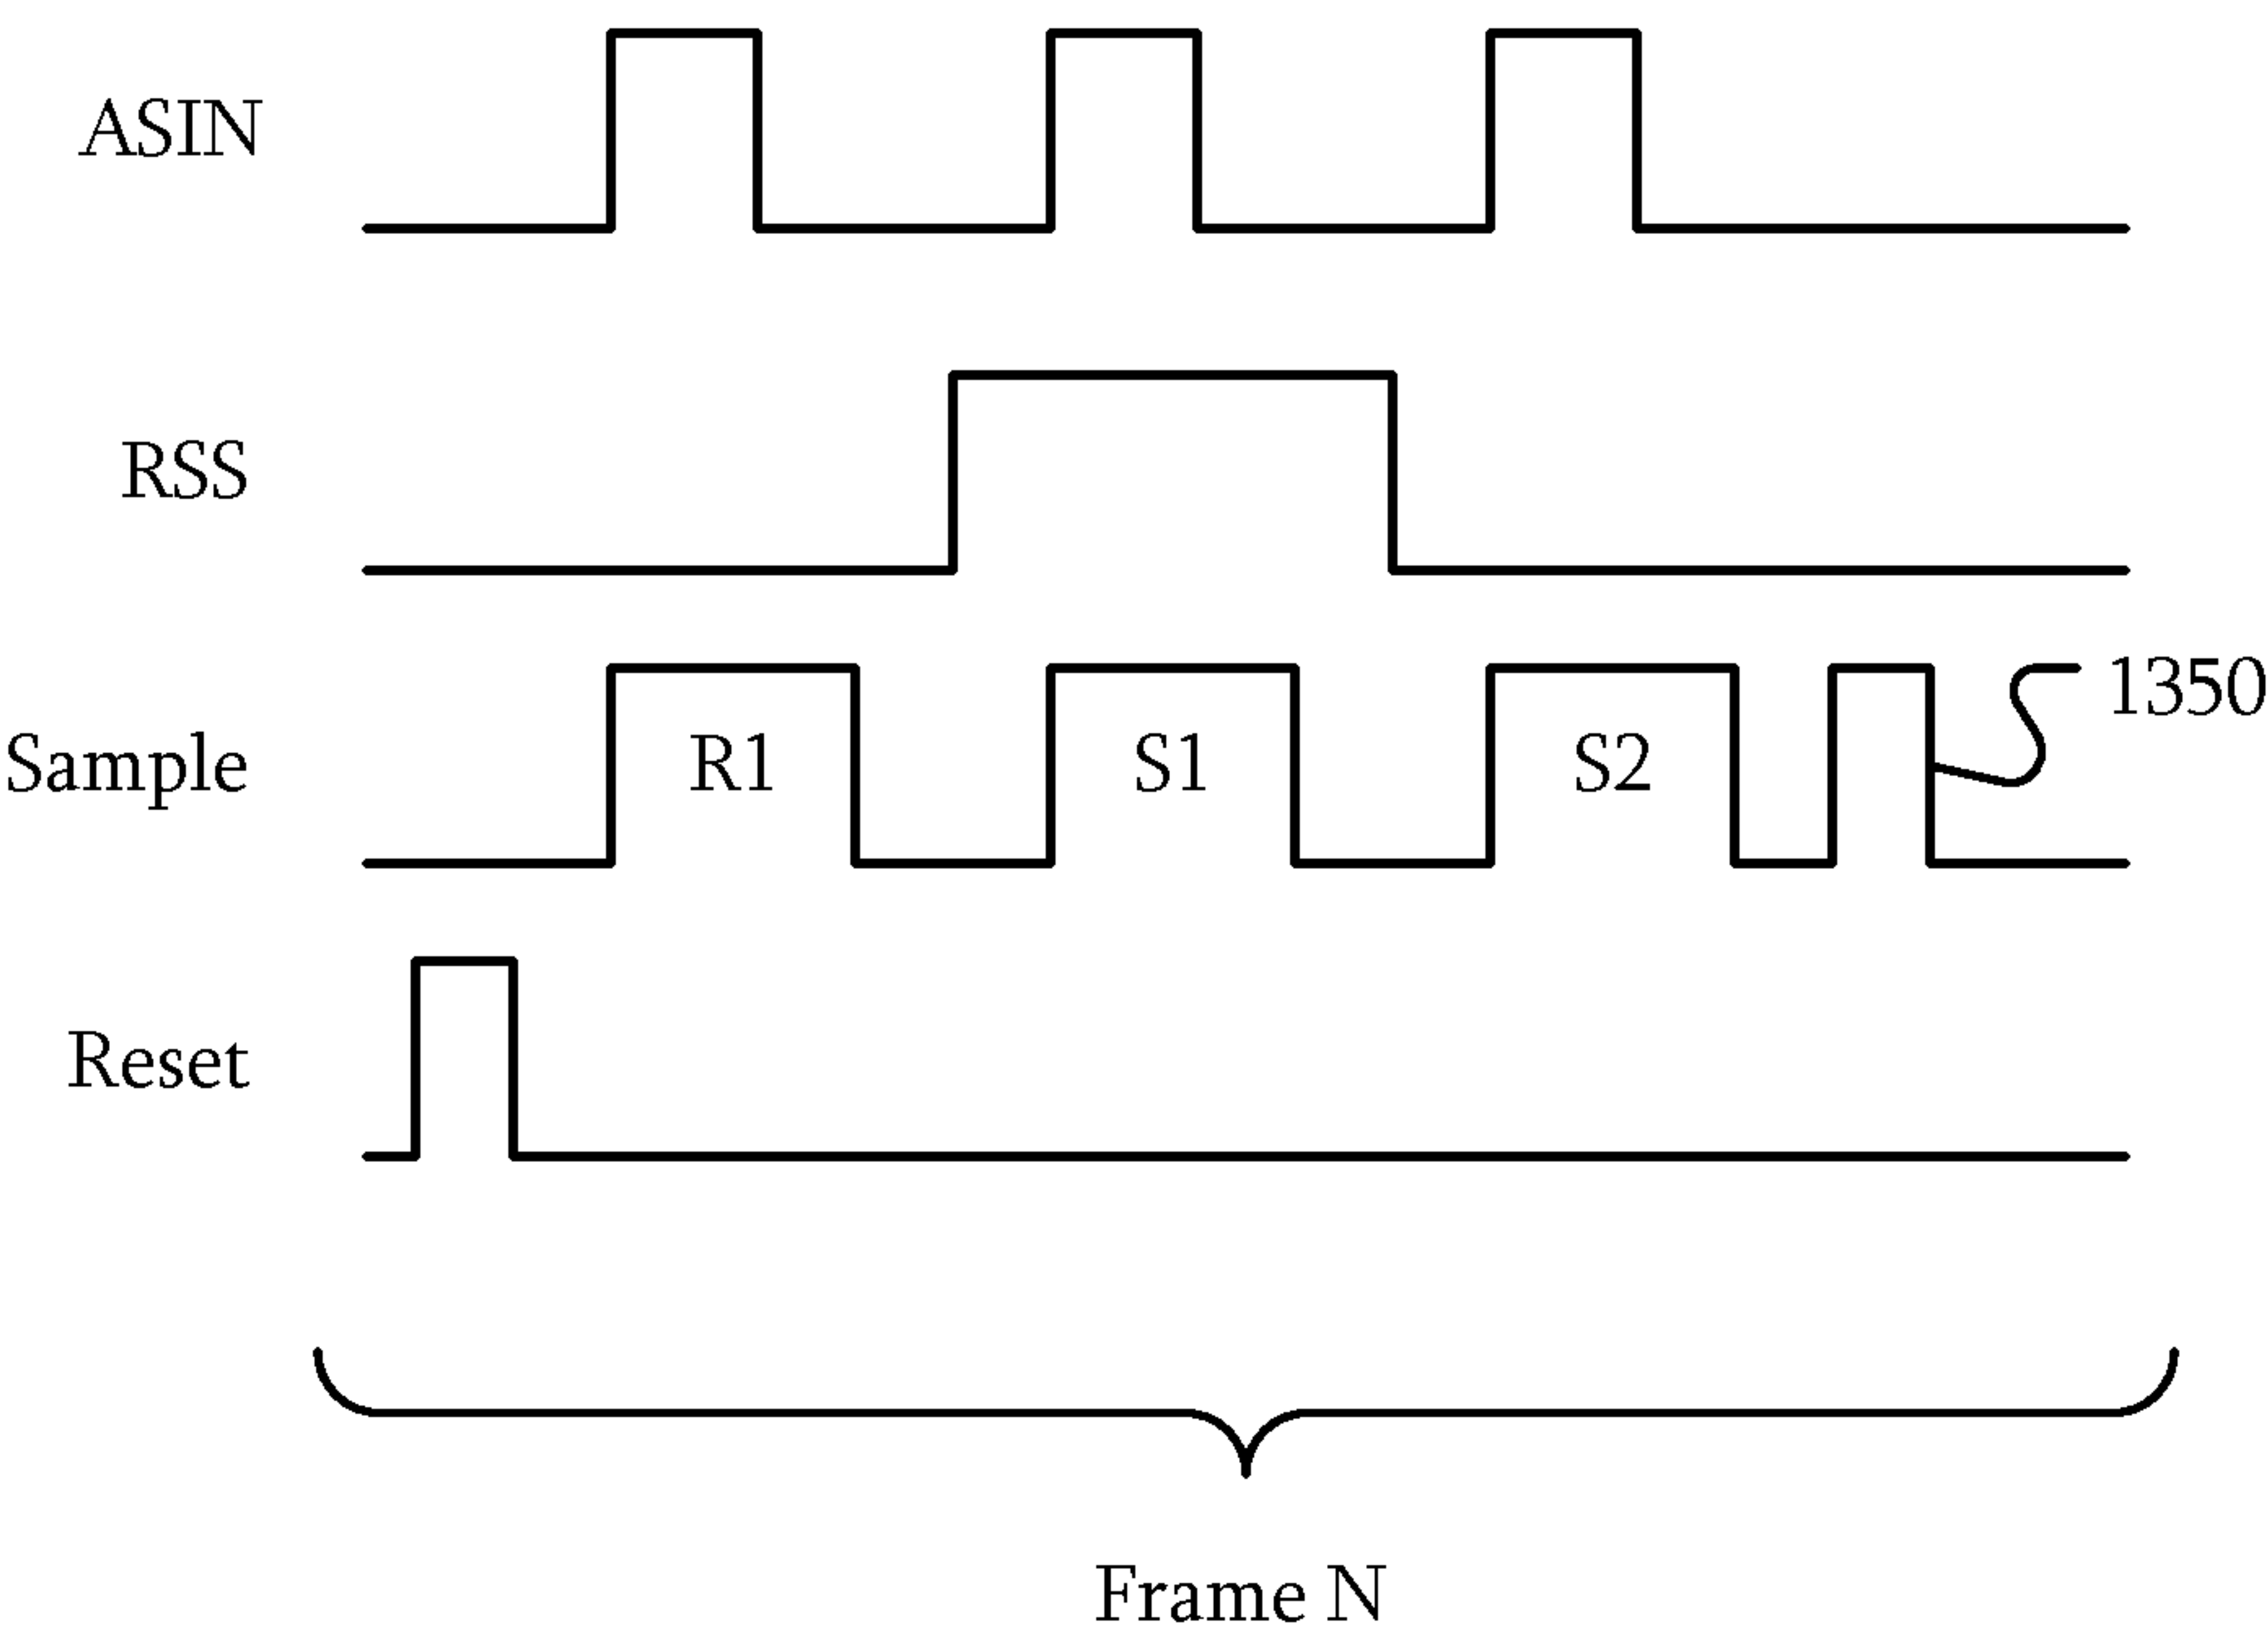 ASIN
RSS
1350
Sample
R1
S1
S2
Reset
Frame N